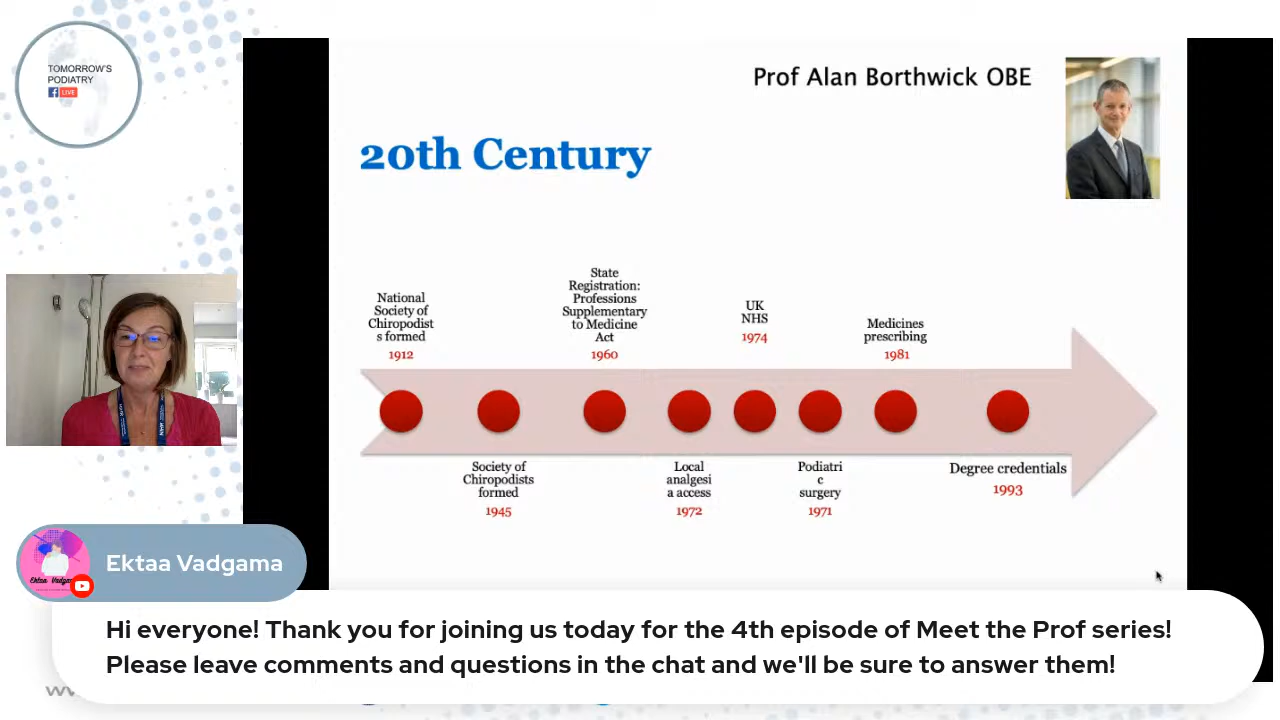 TOMORROW'S
PODIATRY
LIVE
Prof Alan Borthwick OBE
20th Century
National
Society of
Chiropodist
s formed
1912
State
Registration:
Professions
Supplementary
to Medicine
Act
1960
UK
NHS
1974
Medicines
prescribing
1981
Society of
Chiropodists
formed
1945
Local
analgesi
a access
1972
Podiatri
c
surgery
1971
Degree credentials
1993
Ektaa Vadgama
Hi everyone! Thank you for joining us today for the 4th episode of Meet the Prof series!
Please leave comments and questions in the chat and we'll be sure to answer them!